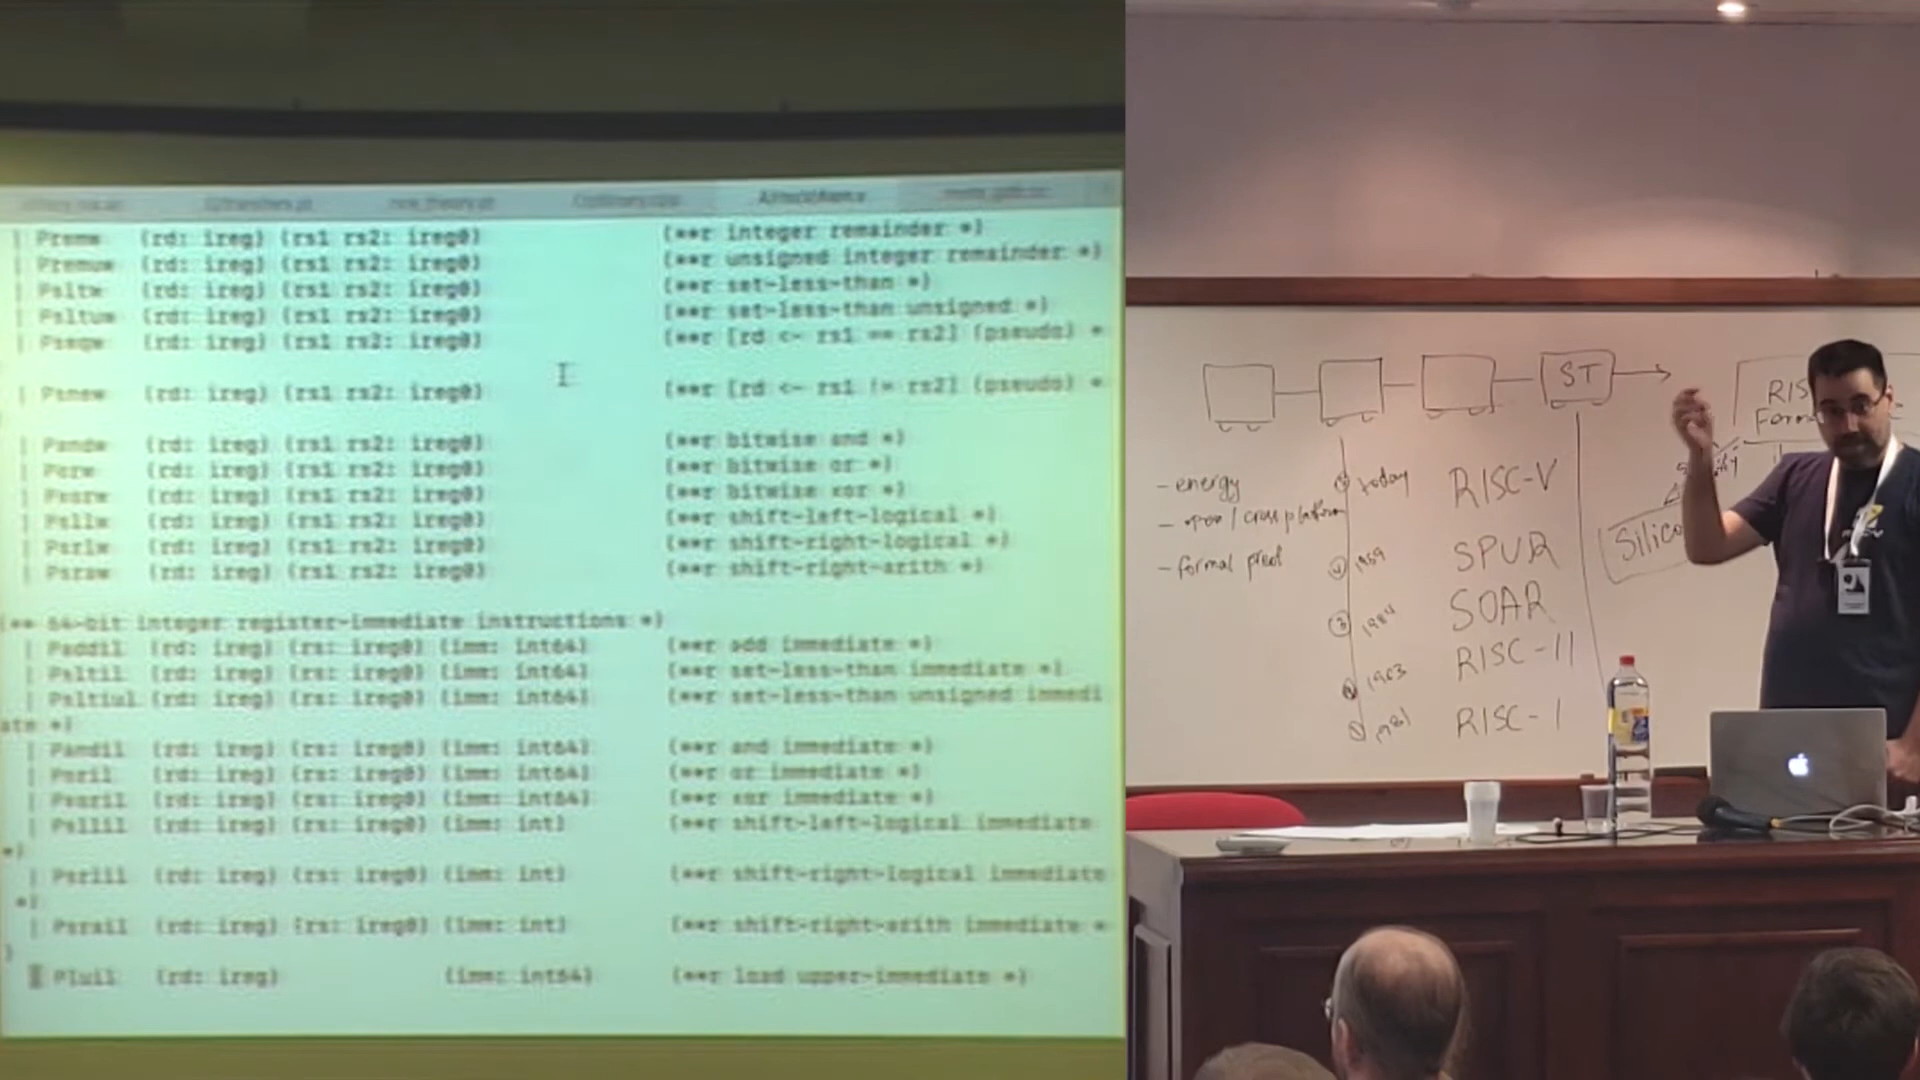 | Premw (rd: ireg) (rs1 rs2: ireg0) (**r integer remainder *)
| Premuw (rd: ireg) (rs1 rs2: ireg0) (**r unsigned integer remainder *)
| Psltw (rd: ireg) (rs1 rs2: ireg0) (**r set-less-than *)
| Psltuw (rd: ireg) (rs1 rs2: ireg0) (**r set-less-than unsigned *)
| Pseqw (rd: ireg) (rs1 rs2: ireg0) (**r [rd <- rs1 == rs2] (pseudo) *
| Psnew (rd: ireg) (rs1 rs2: ireg0) (**r [rd <- rs1 != rs2] (pseudo) *
| Pandw (rd: ireg) (rs1 rs2: ireg0) (**r bitwise and *)
| Porw (rd: ireg) (rs1 rs2: ireg0) (**r bitwise or *)
| Pxorw (rd: ireg) (rs1 rs2: ireg0) (**r bitwise xor *)
| Psllw (rd: ireg) (rs1 rs2: ireg0) (**r shift-left-logical *)
| Psrlw (rd: ireg) (rs1 rs2: ireg0) (**r shift-right-logical *)
| Psraw (rd: ireg) (rs1 rs2: ireg0) (**r shift-right-arith *)
(** 64-bit integer register-immediate instructions *)
| Paddil (rd: ireg) (rs: ireg0) (imm: int64) (**r add immediate *)
| Psltil (rd: ireg) (rs: ireg0) (imm: int64) (**r set-less-than immediate *)
| Psltiul (rd: ireg) (rs: ireg0) (imm: int64) (**r set-less-than unsigned immedi
ate *)
| Pandil (rd: ireg) (rs: ireg0) (imm: int64) (**r and immediate *)
| Poril (rd: ireg) (rs: ireg0) (imm: int64) (**r or immediate *)
| Pxoril (rd: ireg) (rs: ireg0) (imm: int64) (**r xor immediate *)
| Psllil (rd: ireg) (rs: ireg0) (imm: int) (**r shift-left-logical immediate
*)
| Psrlil (rd: ireg) (rs: ireg0) (imm: int) (**r shift-right-logical immediate
*)
| Psrail (rd: ireg) (rs: ireg0) (imm: int) (**r shift-right-arith immediate *
)
| Pluil (rd: ireg) (imm: int64) (**r load upper-immediate *)
ST
- energy
- open / cross platform
- formal proof
today RISC-V
SPUR
1984 SOAR
1983 RISC-II
1981 RISC-I